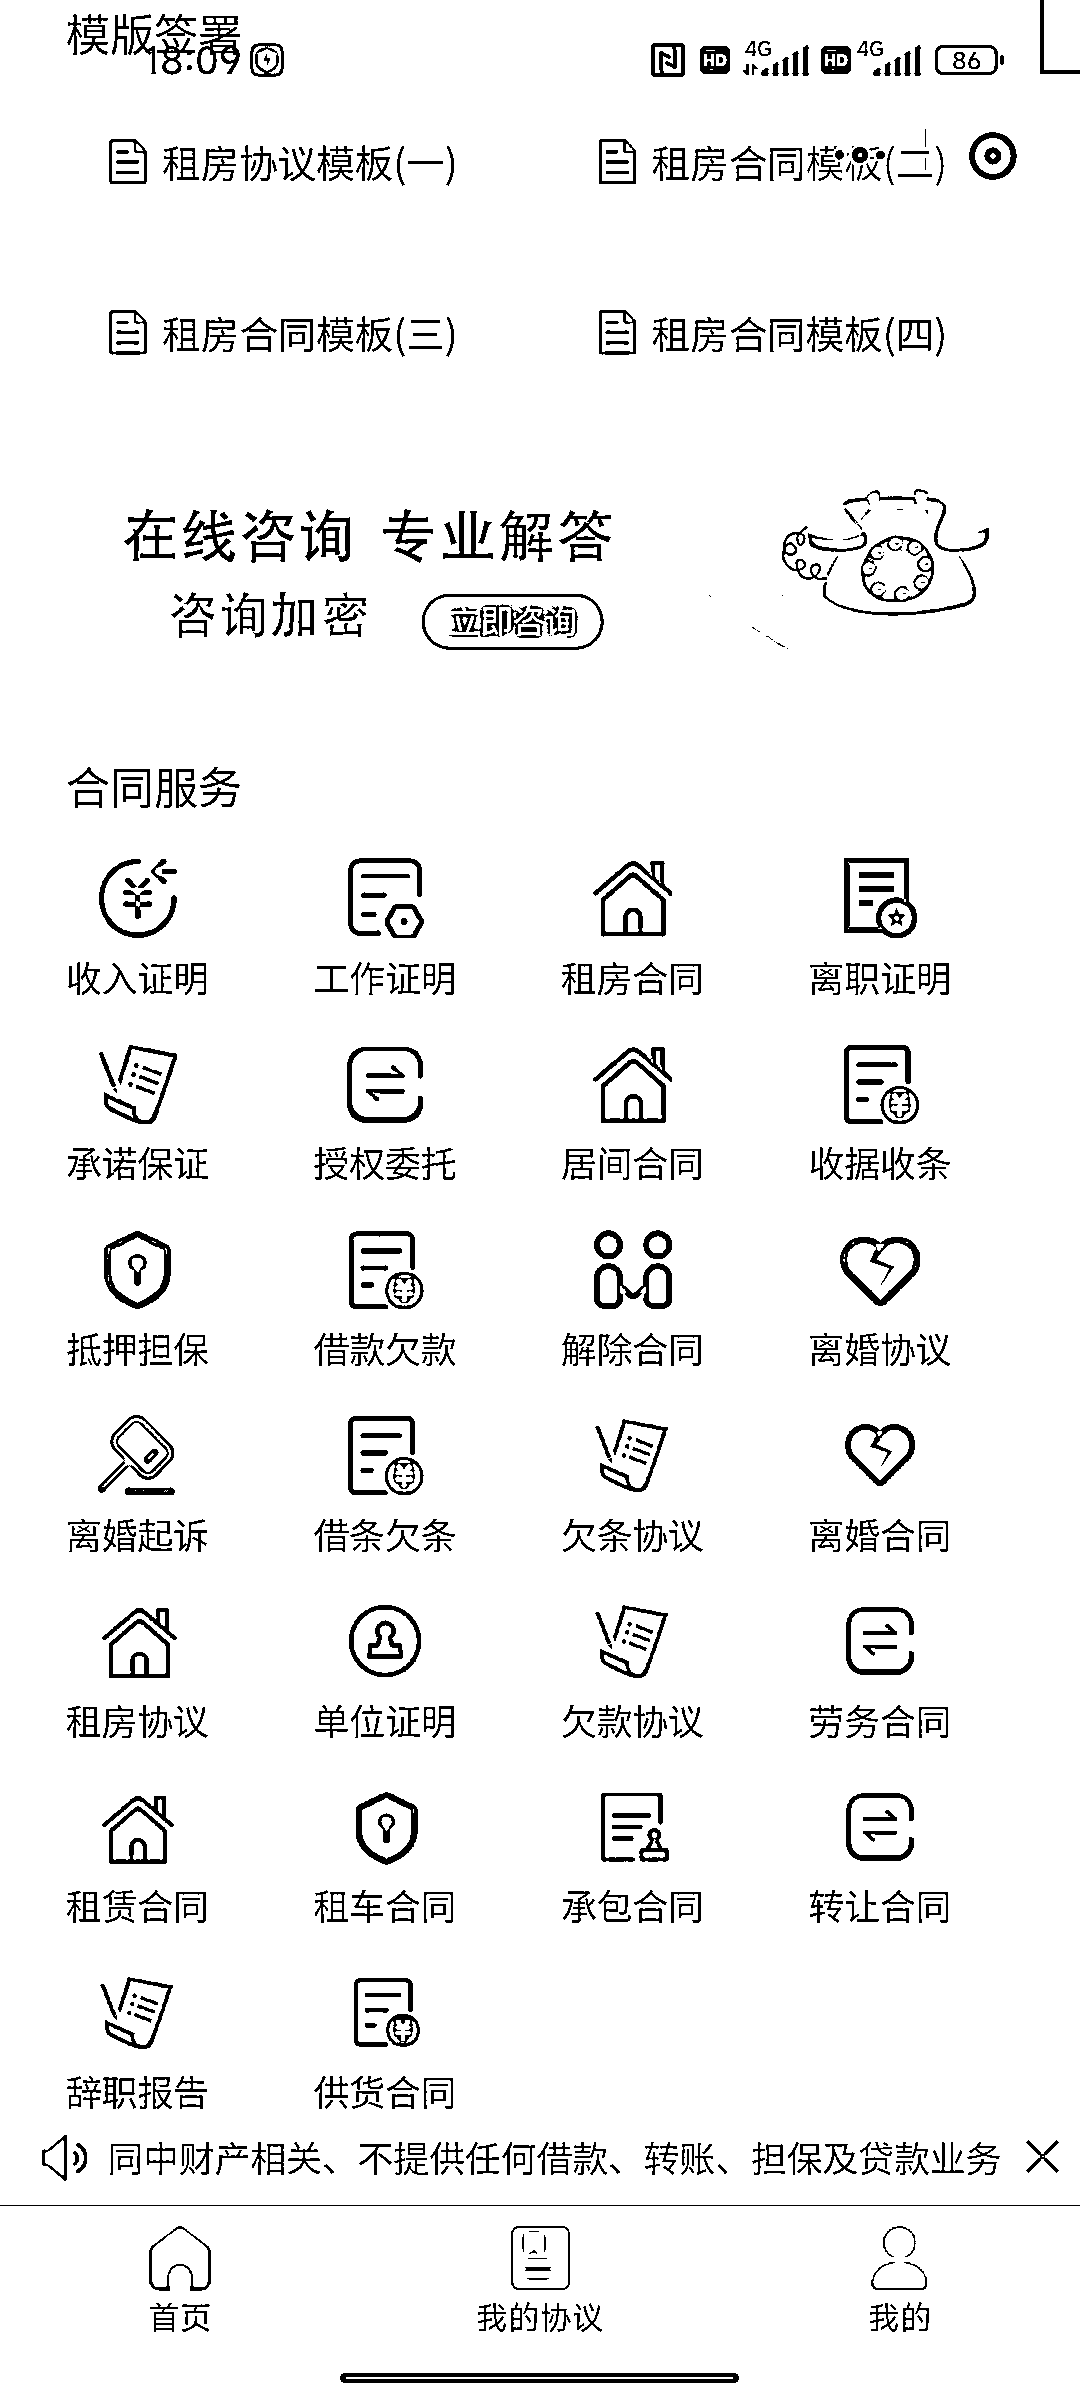 模版签署
18:09 HD 4G HD 4G 86
租房协议模板(一) 租房合同模板(二)
租房合同模板(三) 租房合同模板(四)
在线咨询 专业解答
咨询加密 立即咨询
合同服务
收入证明 工作证明 租房合同 离职证明
承诺保证 授权委托 居间合同 收据收条
抵押担保 借款欠款 解除合同 离婚协议
离婚起诉 借条欠条 欠条协议 离婚合同
租房协议 单位证明 欠款协议 劳务合同
租赁合同 租车合同 承包合同 转让合同
辞职报告 供货合同
同中财产相关、不提供任何借款、转账、担保及贷款业务
首页 我的协议 我的